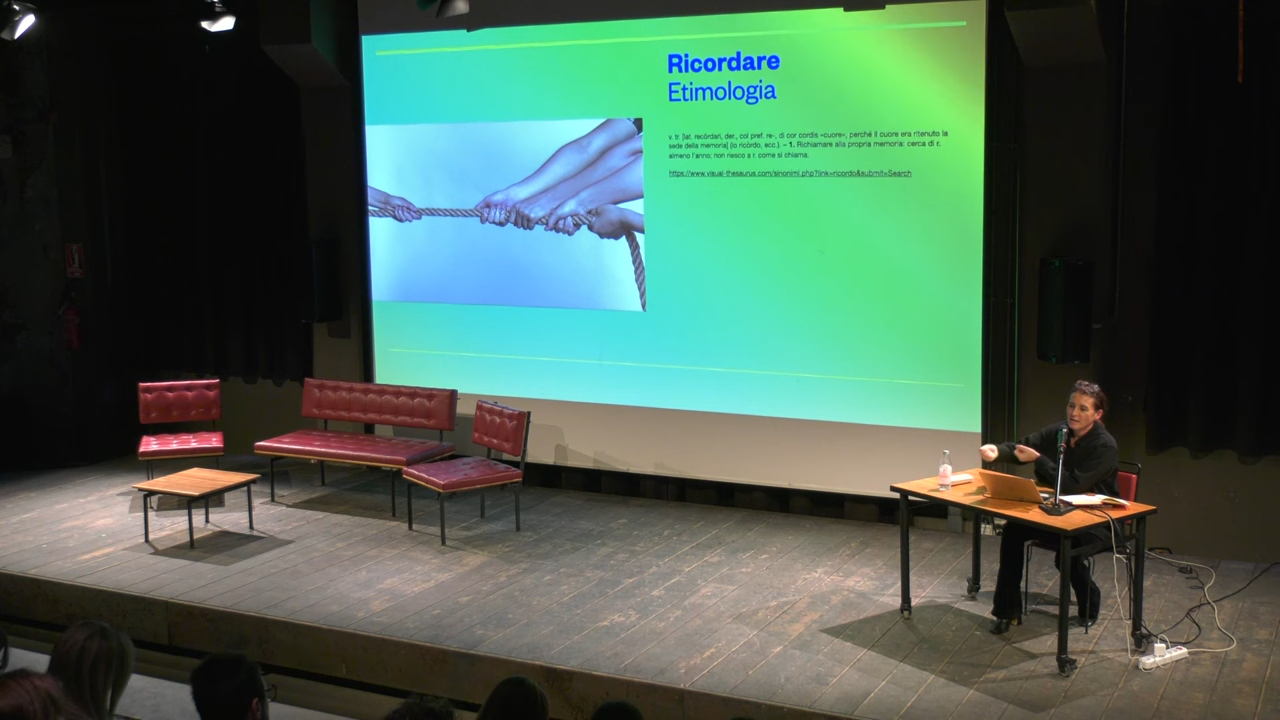 Ricordare
Etimologia
v. tr. [lat. recŏrdari, der., col pref. re-, di cor cordis «cuore», perché il cuore era ritenuto la
sede della memoria] (io ricòrdo, ecc.). – 1. Richiamare alla propria memoria: cerca di r.
almeno l'anno; non riesco a r. come si chiama.
https://www.visual-thesaurus.com/sinonimi.php?link=ricordo&submit=Search